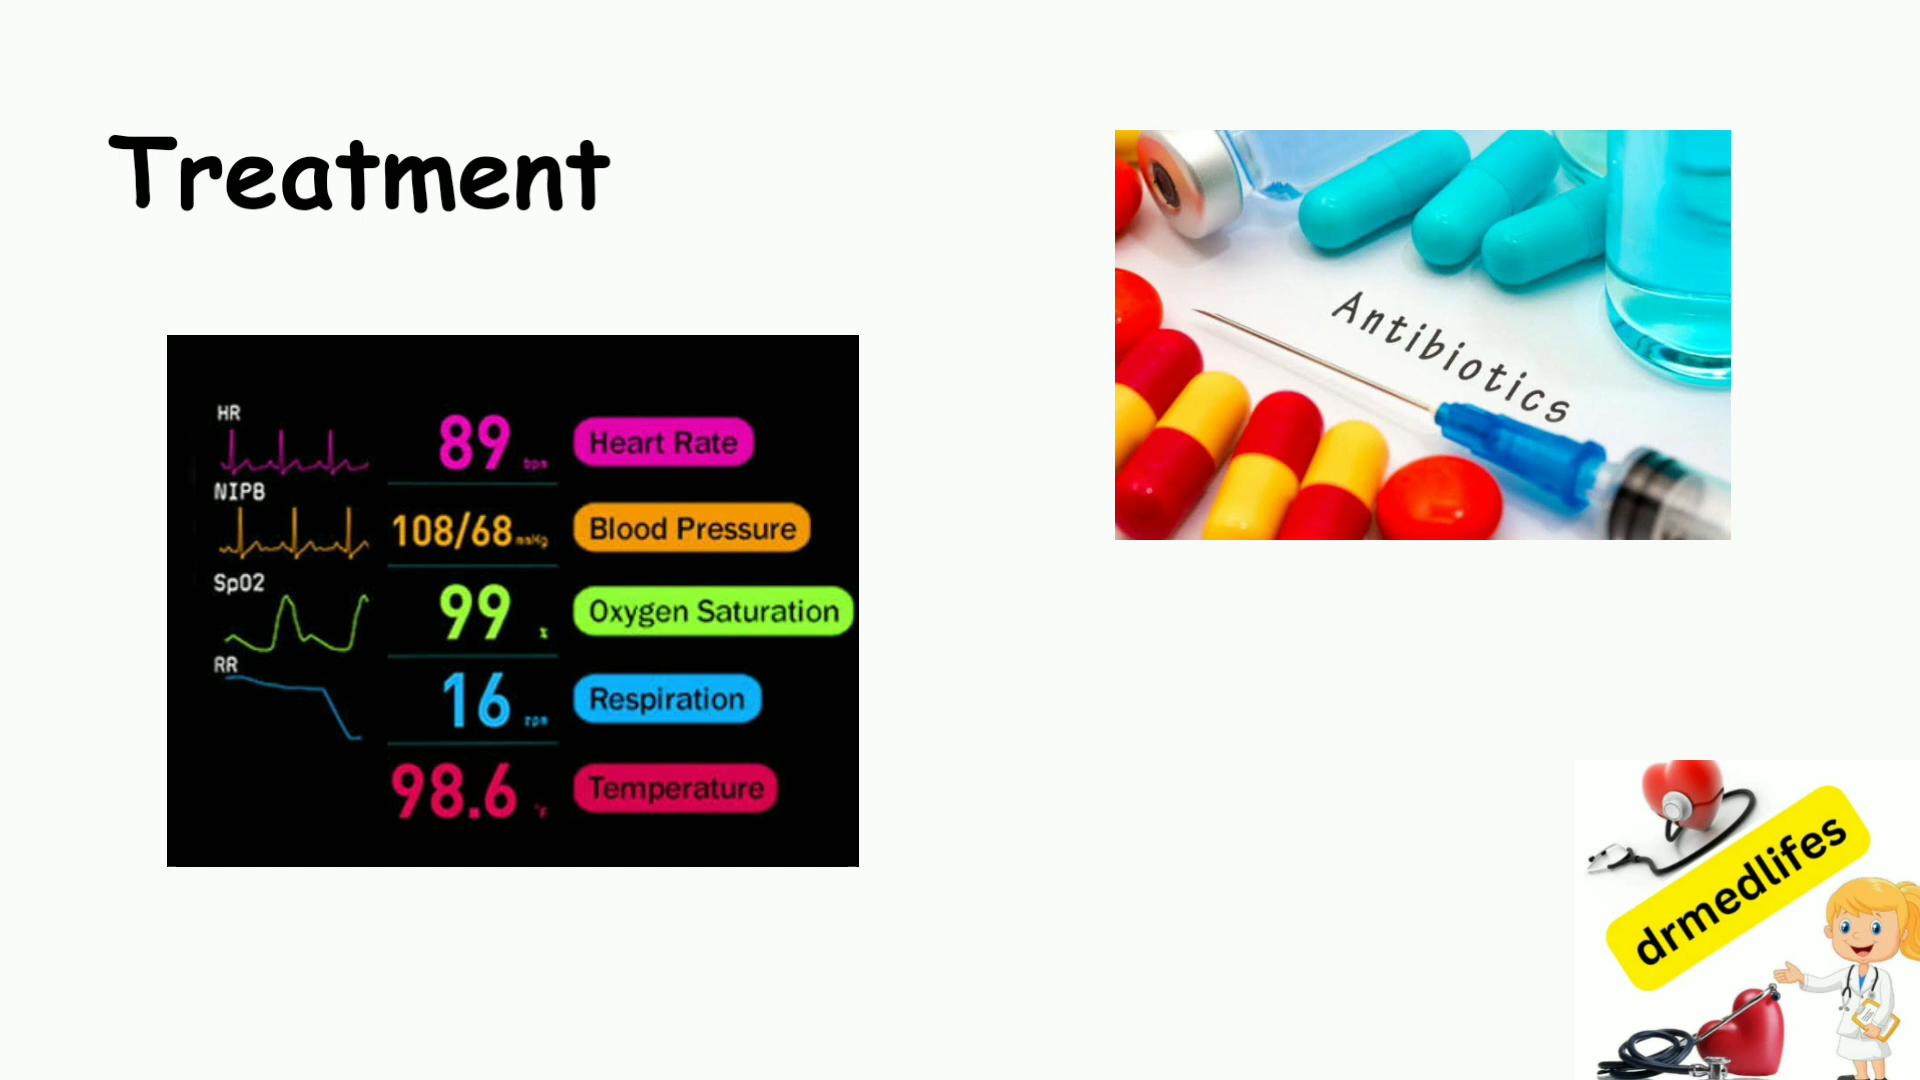 Treatment
Antibiotics
HR
89 bpm
Heart Rate
NIPB
108/68 mmHg
Blood Pressure
SpO2
99 %
Oxygen Saturation
RR
16 rpm
Respiration
98.6 °F
Temperature
drmedlifes